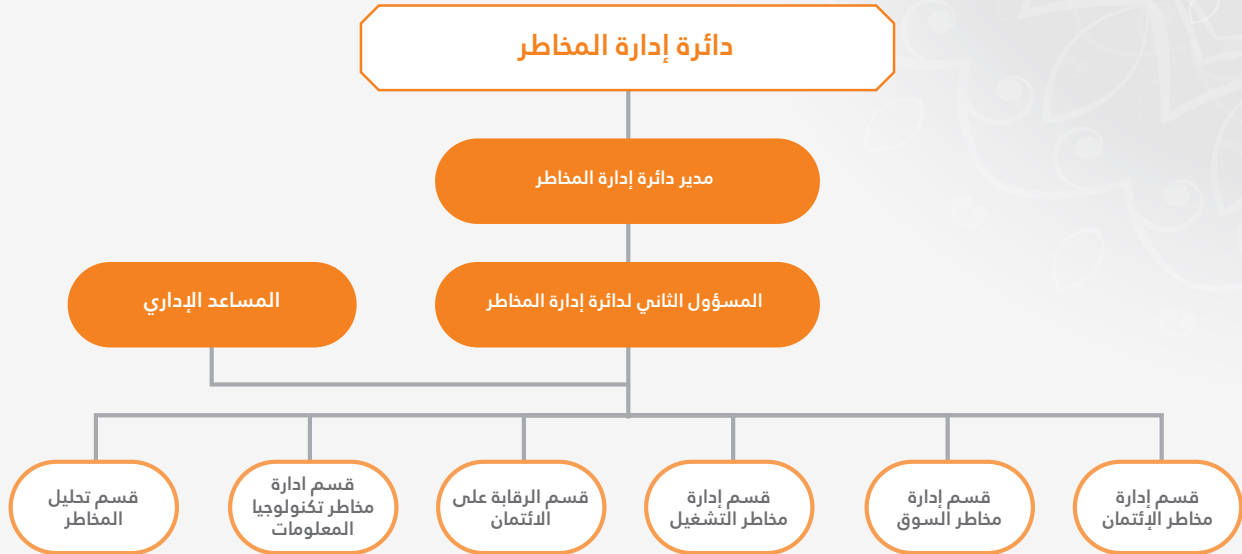 دائرة إدارة المخاطر
مدير دائرة إدارة المخاطر
المسؤول الثاني لدائرة إدارة المخاطر
المساعد الإداري
قسم إدارة
مخاطر الإئتمان
قسم إدارة
مخاطر السوق
قسم إدارة
مخاطر التشغيل
قسم الرقابة على
الائتمان
قسم ادارة
مخاطر تكنولوجيا
المعلومات
قسم تحليل
المخاطر